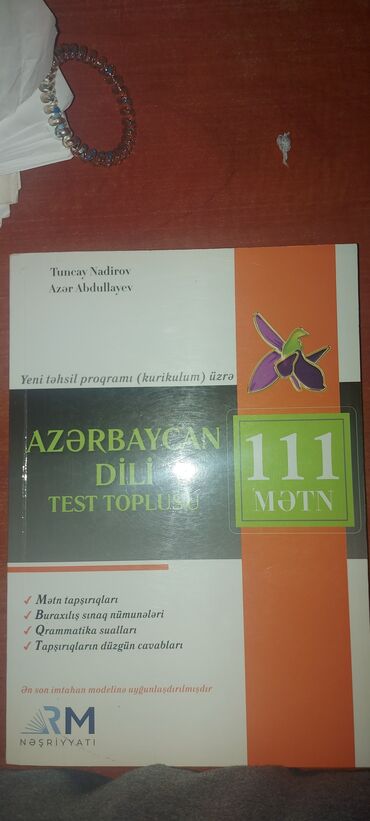 Tuncay Nadirov
Azər Abdullayev
Yeni təhsil proqramı (kurikulum) üzrə
AZƏRBAYCAN
DİLİ
TEST TOPLUSU
111
MƏTN
✓ Mətn tapşırıqları
✓ Buraxılış sınaq nümunələri
✓ Qrammatika sualları
✓ Tapşırıqların düzgün cavabları
Ən son imtahan modelinə uyğunlaşdırılmışdır
RM
NƏŞRİYYATI